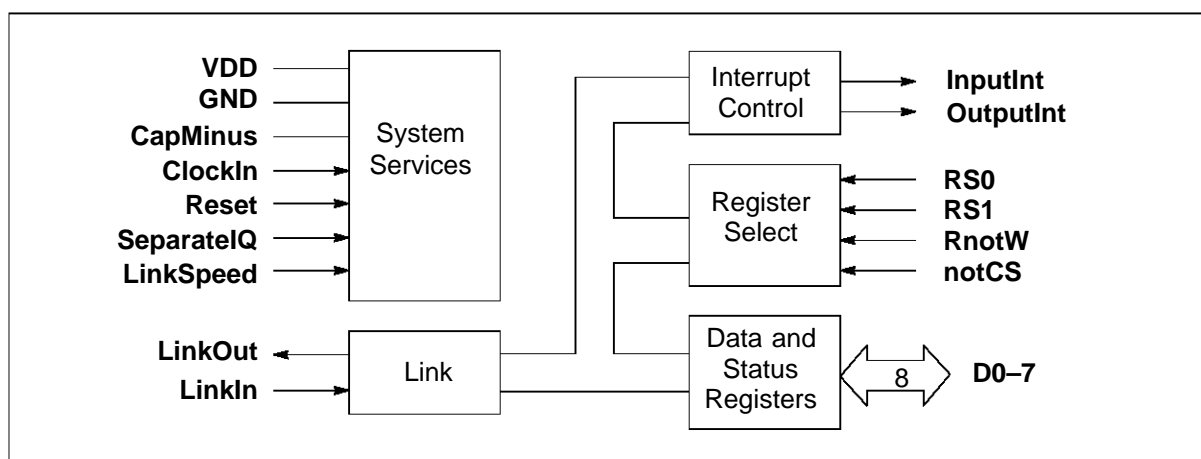 VDD
GND
CapMinus
ClockIn
Reset
SeparateIQ
LinkSpeed
System
Services
LinkOut
LinkIn
Link
Interrupt
Control
InputInt
OutputInt
Register
Select
RS0
RS1
RnotW
notCS
Data and
Status
Registers
8
D0–7